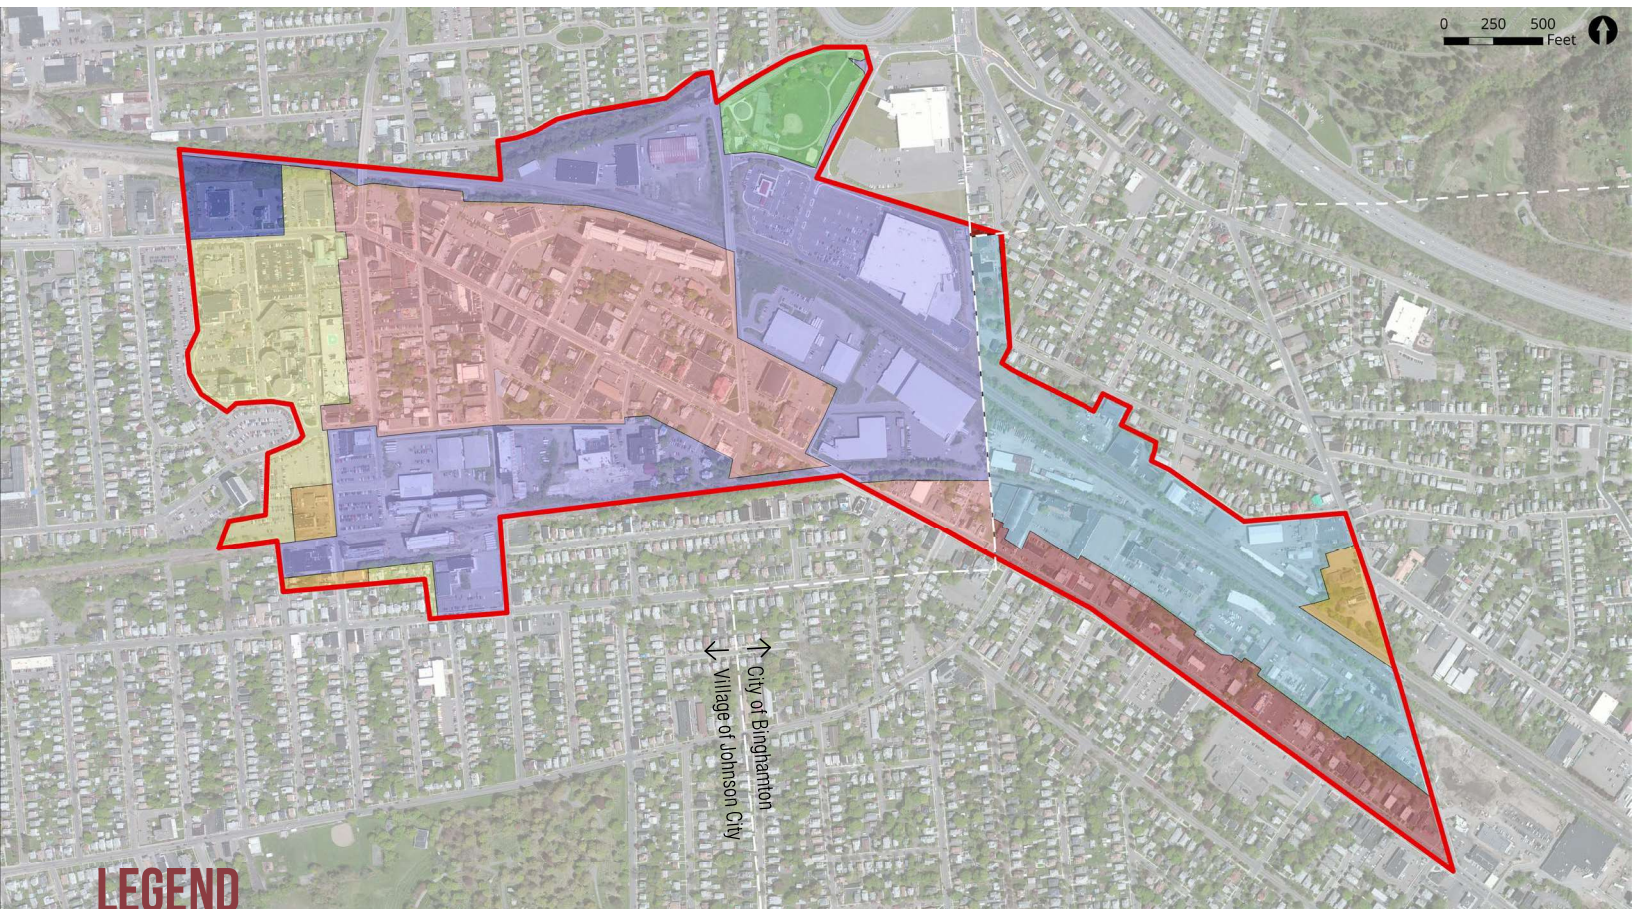 0 250 500
Feet
City of Binghamton
Village of Johnson City
LEGEND